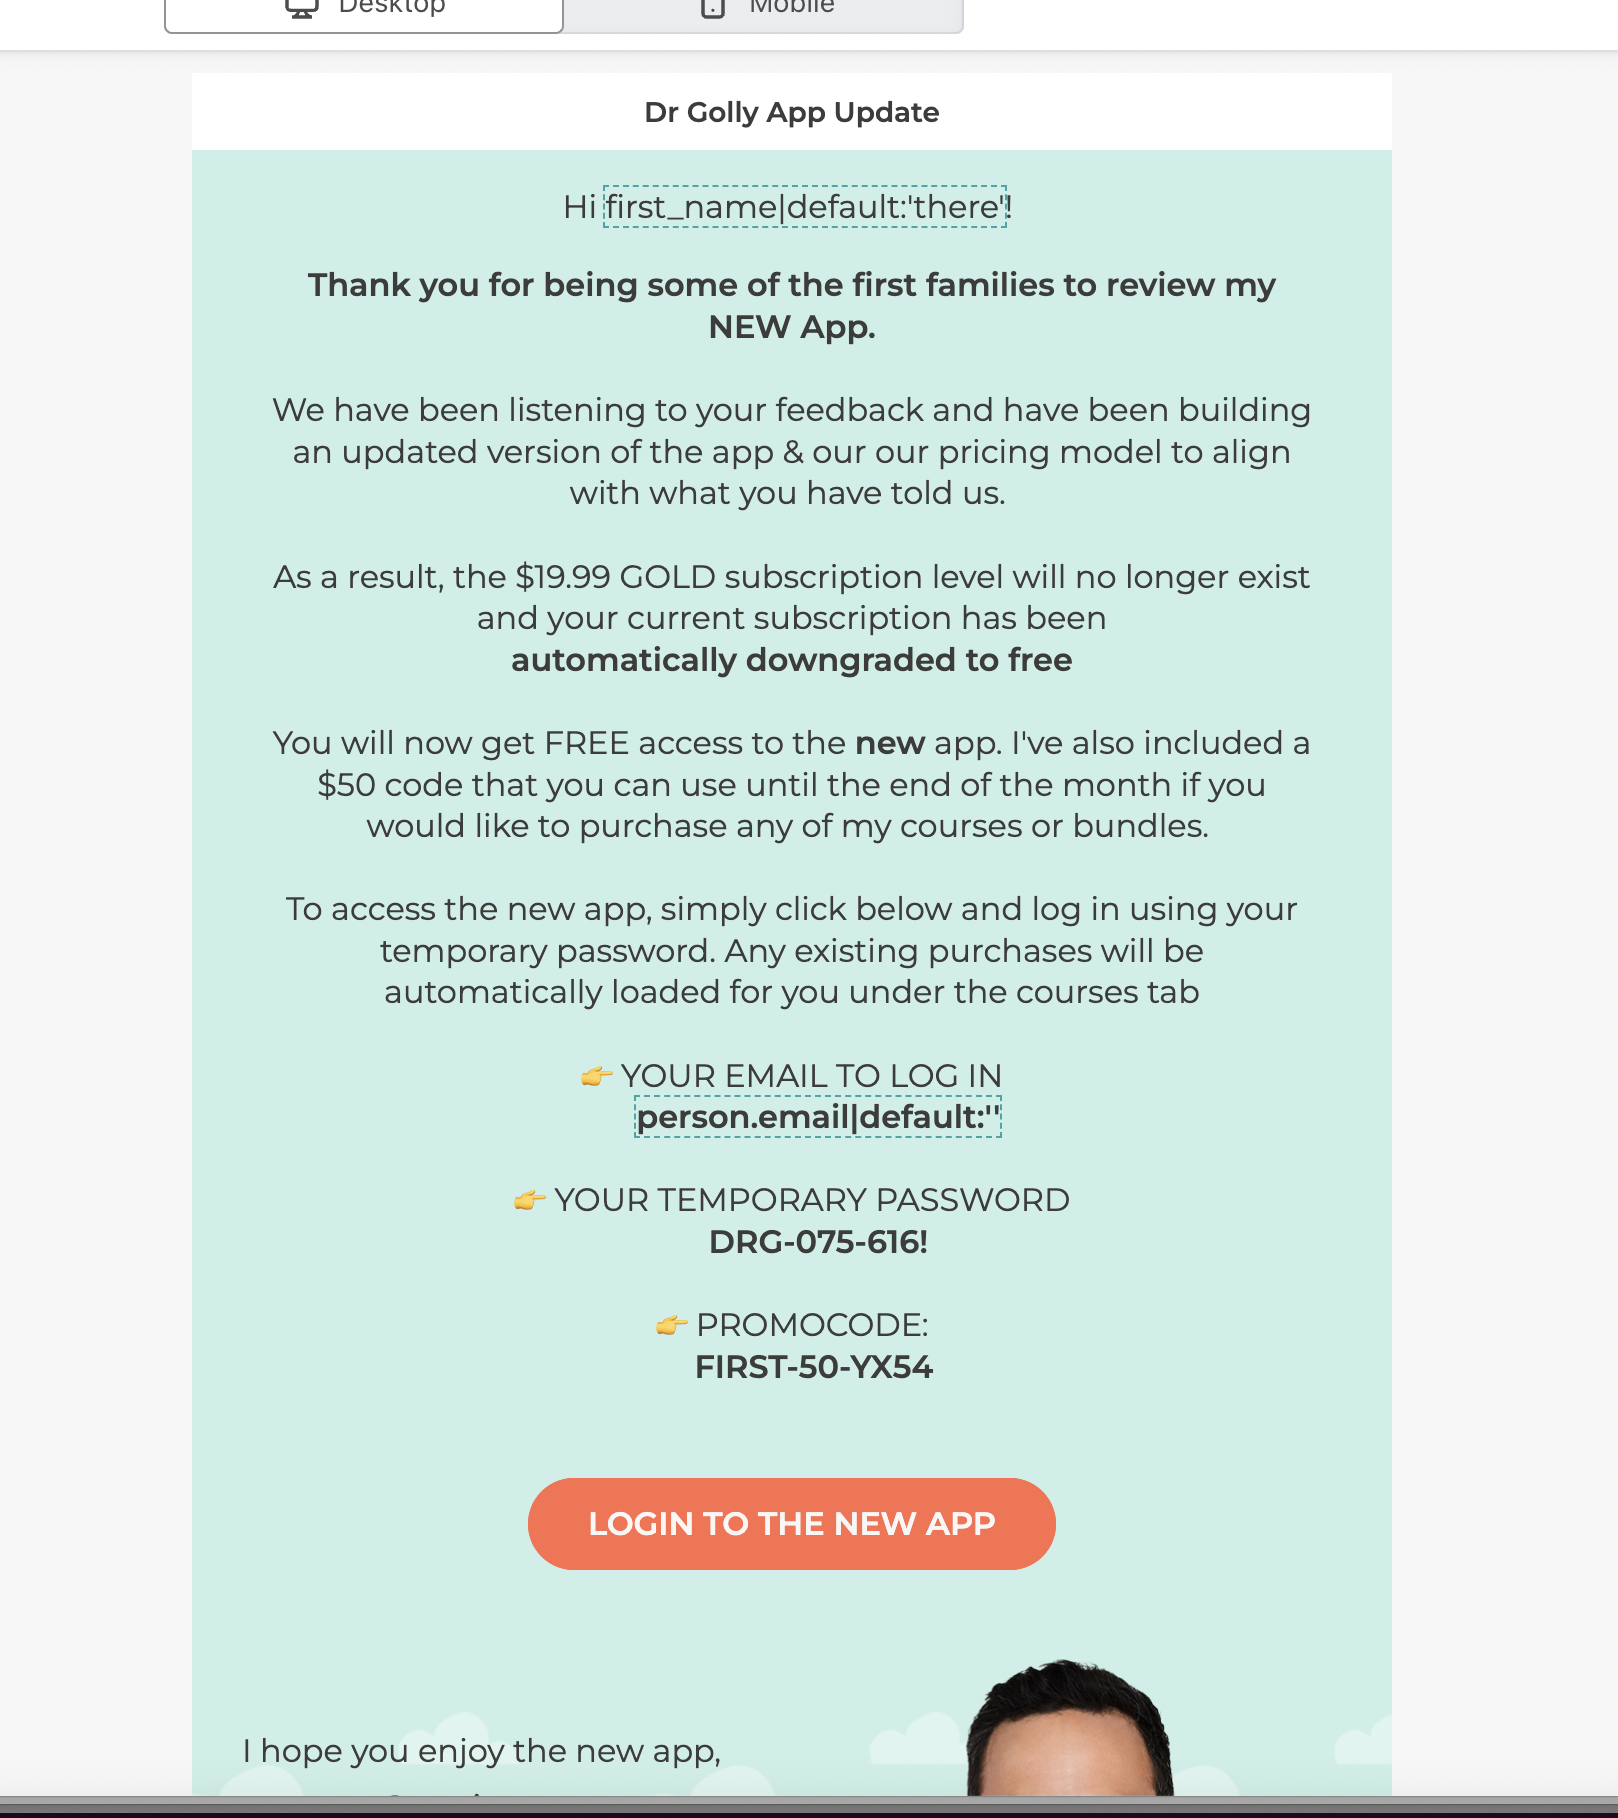 Desktop
Mobile
Dr Golly App Update
Hi first_name|default:'there'!
Thank you for being some of the first families to review my
NEW App.
We have been listening to your feedback and have been building
an updated version of the app & our our pricing model to align
with what you have told us.
As a result, the $19.99 GOLD subscription level will no longer exist
and your current subscription has been
automatically downgraded to free
You will now get FREE access to the new app. I've also included a
$50 code that you can use until the end of the month if you
would like to purchase any of my courses or bundles.
To access the new app, simply click below and log in using your
temporary password. Any existing purchases will be
automatically loaded for you under the courses tab
👉 YOUR EMAIL TO LOG IN
person.email|default:''
👉 YOUR TEMPORARY PASSWORD
DRG-075-616!
👉 PROMOCODE:
FIRST-50-YX54
LOGIN TO THE NEW APP
I hope you enjoy the new app,